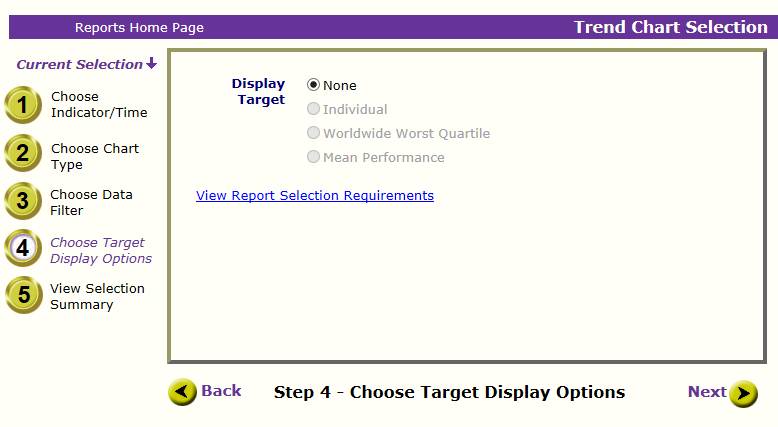 Reports Home Page
Trend Chart Selection
Current Selection
1
Choose
Indicator/Time
2
Choose Chart
Type
3
Choose Data
Filter
4
Choose Target
Display Options
5
View Selection
Summary
Display
Target
None
Individual
Worldwide Worst Quartile
Mean Performance
View Report Selection Requirements
Back
Step 4 - Choose Target Display Options
Next